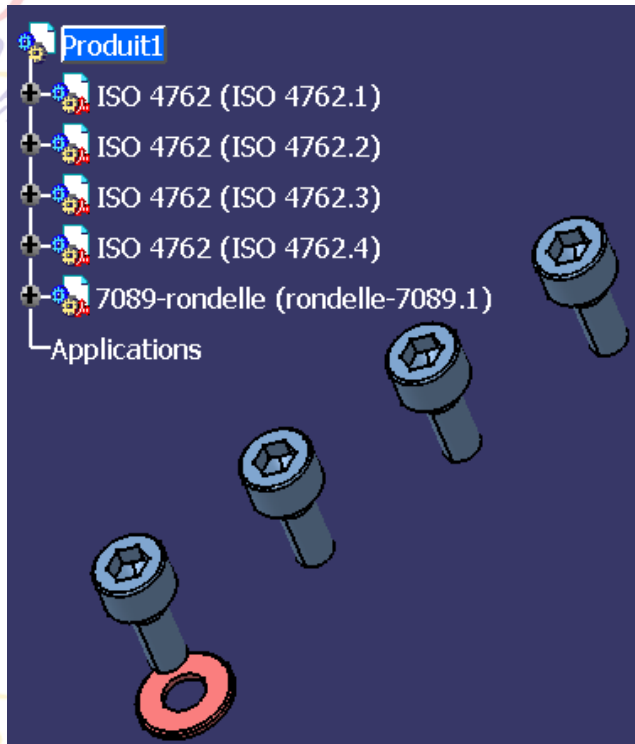 Produit1
ISO 4762 (ISO 4762.1)
ISO 4762 (ISO 4762.2)
ISO 4762 (ISO 4762.3)
ISO 4762 (ISO 4762.4)
7089-rondelle (rondelle-7089.1)
Applications